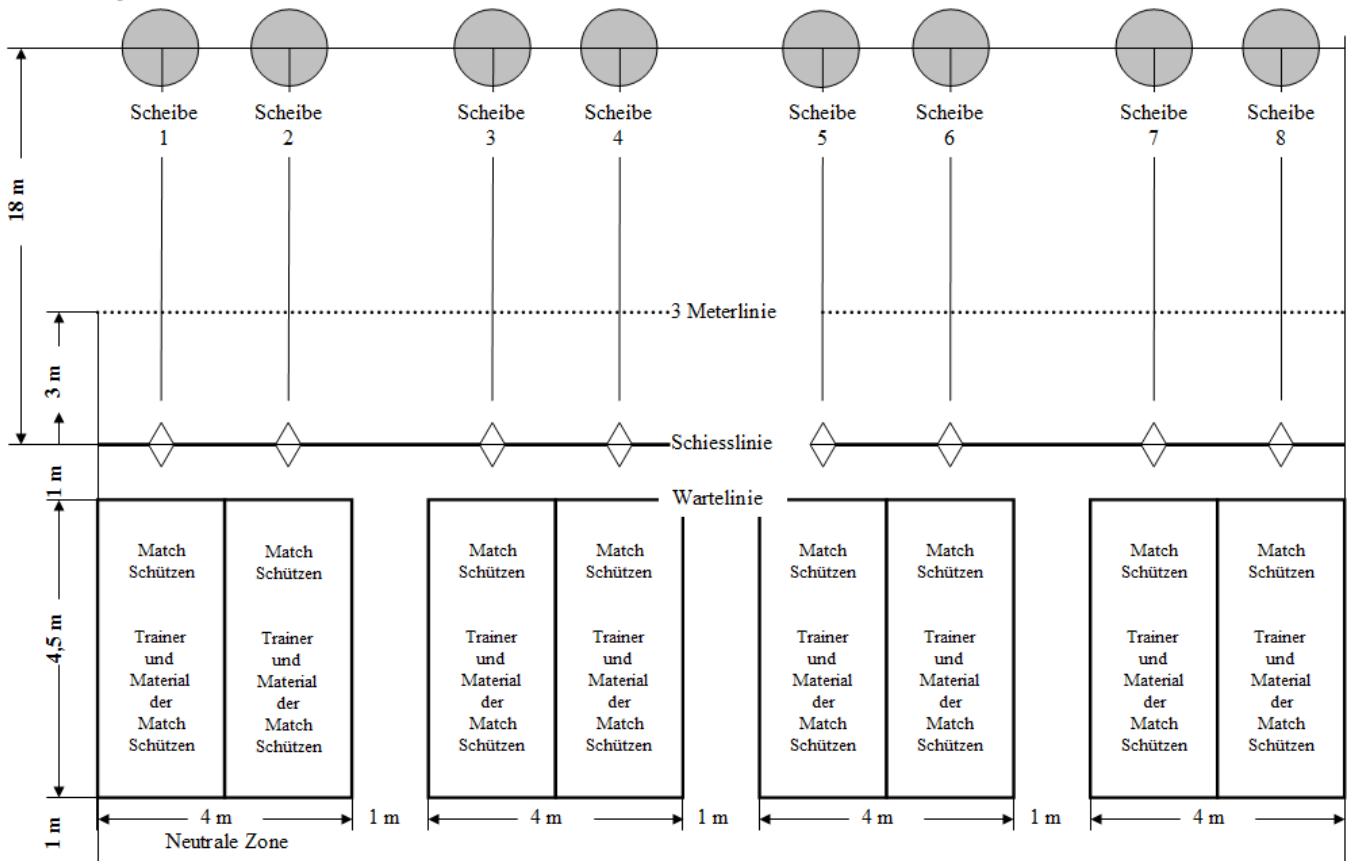 Scheibe Scheibe Scheibe Scheibe Scheibe Scheibe Scheibe Scheibe
1 2 3 4 5 6 7 8
18 m
3 Meterlinie
3 m
Schiesslinie
1 m
Wartelinie
Match Match Match Match Match Match Match Match
Schützen Schützen Schützen Schützen Schützen Schützen Schützen Schützen
4,5 m
Trainer Trainer Trainer Trainer Trainer Trainer Trainer Trainer
und und und und und und und und
Material Material Material Material Material Material Material Material
der der der der der der der der
Match Match Match Match Match Match Match Match
Schützen Schützen Schützen Schützen Schützen Schützen Schützen Schützen
1 m
4 m 1 m 4 m 1 m 4 m 1 m 4 m
Neutrale Zone